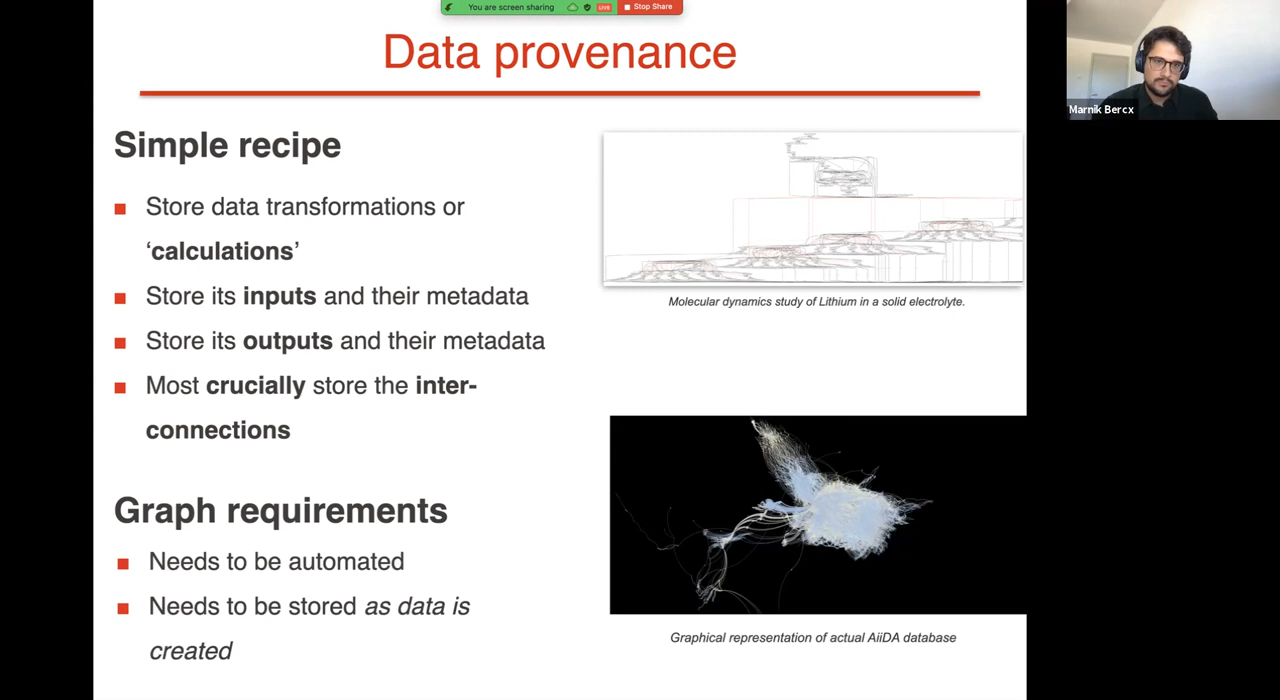 You are screen sharing
LIVE
Stop Share
Data provenance
Marnik Bercx
Simple recipe
Store data transformations or
‘calculations’
Store its inputs and their metadata
Store its outputs and their metadata
Most crucially store the inter-
connections
Molecular dynamics study of Lithium in a solid electrolyte.
Graph requirements
Needs to be automated
Needs to be stored as data is
created
Graphical representation of actual AiiDA database